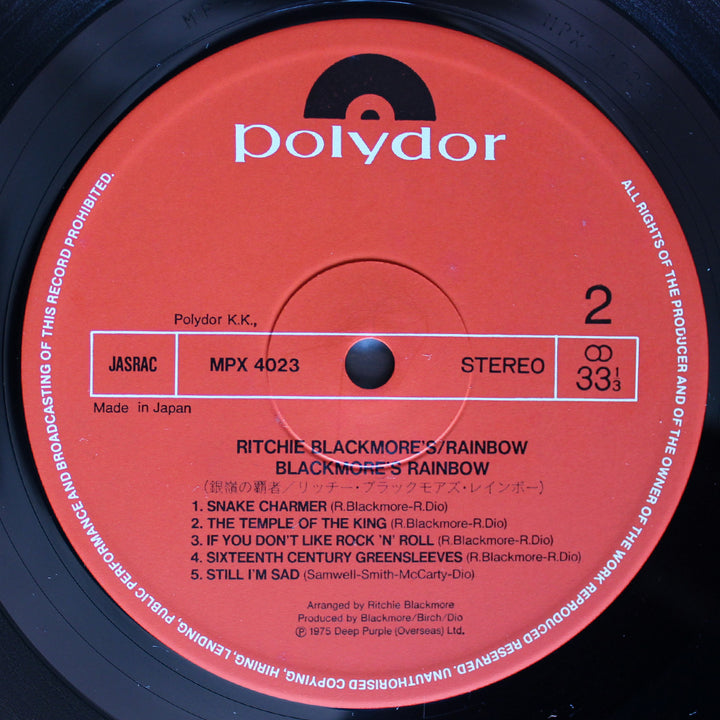 polydor
ALL RIGHTS OF THE PRODUCER AND OF THE OWNER OF THE WORK REPRODUCED RESERVED. UNAUTHORISED COPYING, HIRING, LENDING, PUBLIC PERFORMANCE AND BROADCASTING OF THIS RECORD PROHIBITED.
2
Polydor K.K.,
JASRAC MPX 4023 STEREO 33 1/3
Made in Japan
RITCHIE BLACKMORE'S/RAINBOW
BLACKMORE'S RAINBOW
(銀嶺の覇者/リッチー・ブラックモアズ・レインボー)
1. SNAKE CHARMER (R.Blackmore-R.Dio)
2. THE TEMPLE OF THE KING (R.Blackmore-R.Dio)
3. IF YOU DON'T LIKE ROCK 'N' ROLL (R.Blackmore-R.Dio)
4. SIXTEENTH CENTURY GREENSLEEVES (R.Blackmore-R.Dio)
5. STILL I'M SAD (Samwell-Smith-McCarty-Dio)
Arranged by Ritchie Blackmore
Produced by Blackmore/Birch/Dio
℗ 1975 Deep Purple (Overseas) Ltd.